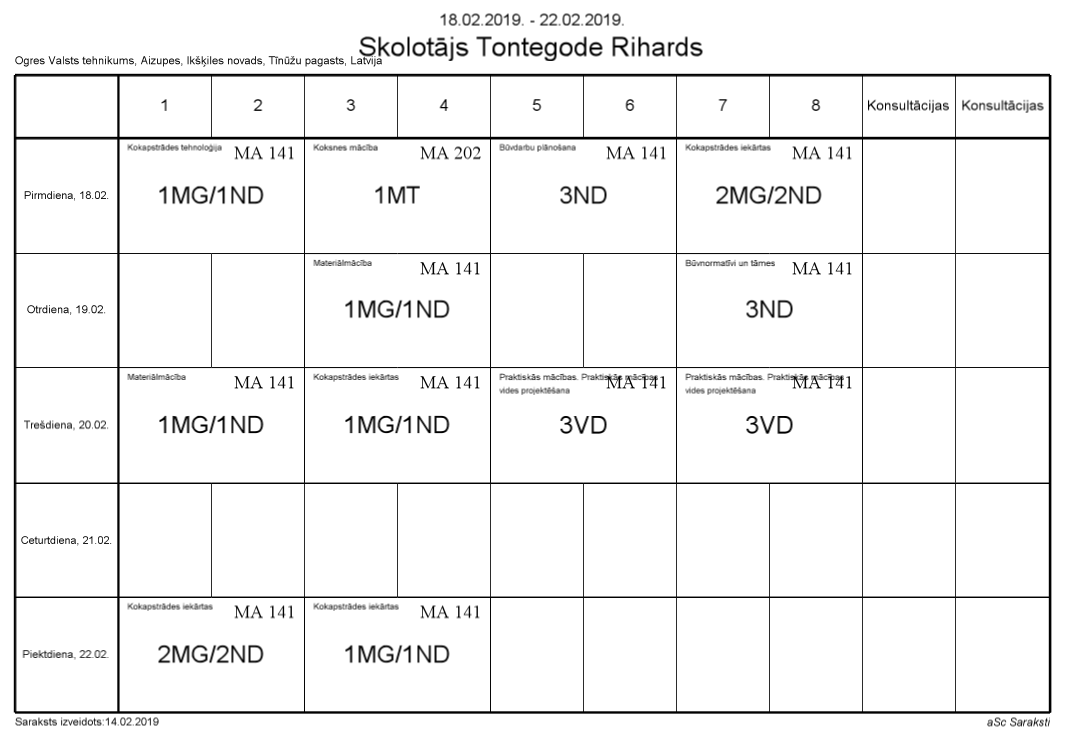 18.02.2019. - 22.02.2019.
Skolotājs Tontegode Rihards
Ogres Valsts tehnikums, Aizupes, Ikšķiles novads, Tīnūžu pagasts, Latvija
1 2 3 4 5 6 7 8 Konsultācijas Konsultācijas
Kokapstrādes tehnoloģija MA 141 Koksnes mācība MA 202 Būvdarbu plānošana MA 141 Kokapstrādes iekārtas MA 141
Pirmdiena, 18.02. 1MG/1ND 1MT 3ND 2MG/2ND
Materiālmācība MA 141 Būvnormatīvi un tāmes MA 141
Otrdiena, 19.02. 1MG/1ND 3ND
Materiālmācība MA 141 Kokapstrādes iekārtas MA 141 Praktiskās mācības. Praktiskās mācības MA 141 Praktiskās mācības. Praktiskās mācības MA 141
vides projektēšana vides projektēšana
Trešdiena, 20.02. 1MG/1ND 1MG/1ND 3VD 3VD
Ceturtdiena, 21.02.
Kokapstrādes iekārtas MA 141 Kokapstrādes iekārtas MA 141
Piektdiena, 22.02. 2MG/2ND 1MG/1ND
Saraksts izveidots:14.02.2019 aSc Saraksti